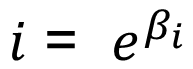 i = e^{β_i}